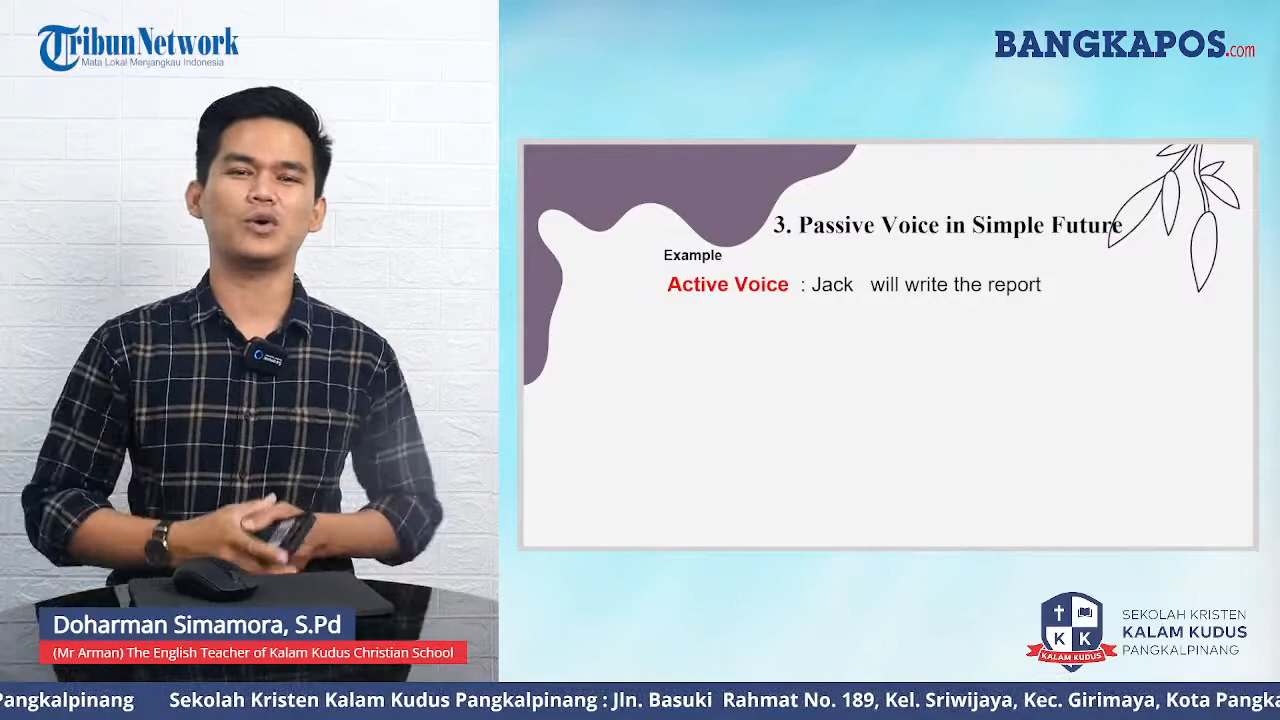 TribunNetwork
Mata Lokal Menjangkau Indonesia
BANGKAPOS.com
3. Passive Voice in Simple Future
Example
Active Voice : Jack will write the report
Doharman Simamora, S.Pd
(Mr Arman) The English Teacher of Kalam Kudus Christian School
K K
KALAM KUDUS
SEKOLAH KRISTEN
KALAM KUDUS
PANGKALPINANG
Pangkalpinang Sekolah Kristen Kalam Kudus Pangkalpinang : Jln. Basuki Rahmat No. 189, Kel. Sriwijaya, Kec. Girimaya, Kota Pangka